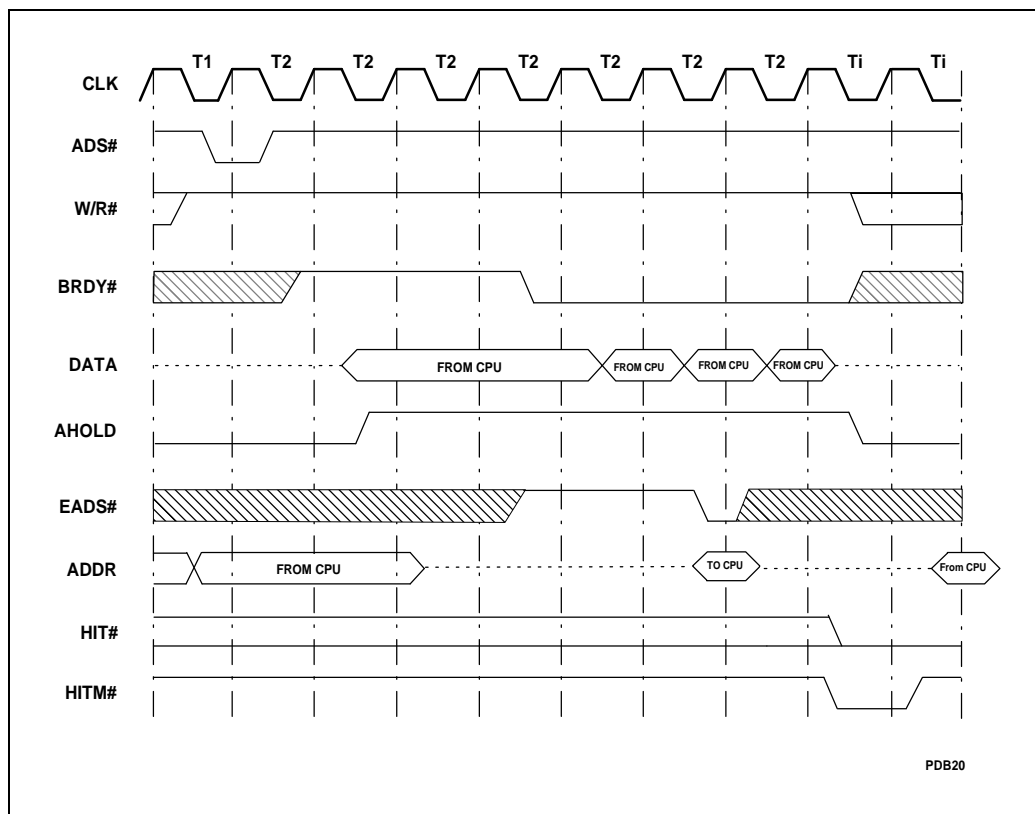 T1 T2 T2 T2 T2 T2 T2 T2 Ti Ti
CLK
ADS#
W/R#
BRDY#
DATA FROM CPU FROM CPU FROM CPU FROM CPU
AHOLD
EADS#
ADDR FROM CPU TO CPU From CPU
HIT#
HITM#
PDB20